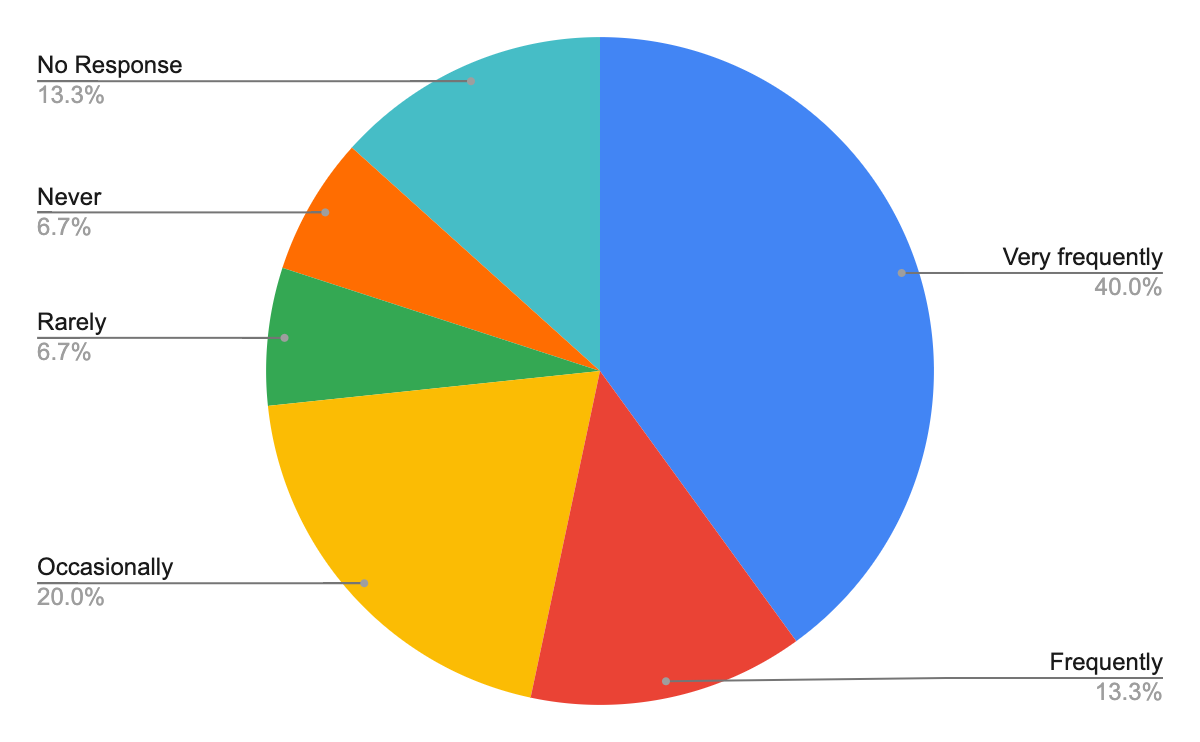 No Response
13.3%
Never
6.7%
Rarely
6.7%
Occasionally
20.0%
Very frequently
40.0%
Frequently
13.3%